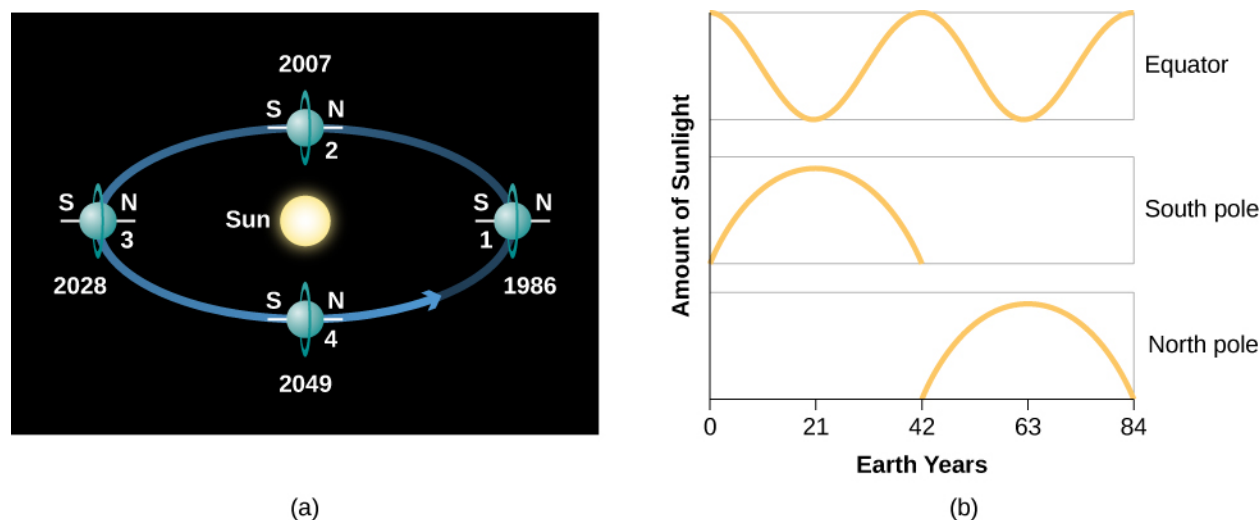 2007
S N
2
S N
3
2028
Sun
S N
1
1986
S N
4
2049
(a)
Amount of Sunlight
Equator
South pole
North pole
0 21 42 63 84
Earth Years
(b)